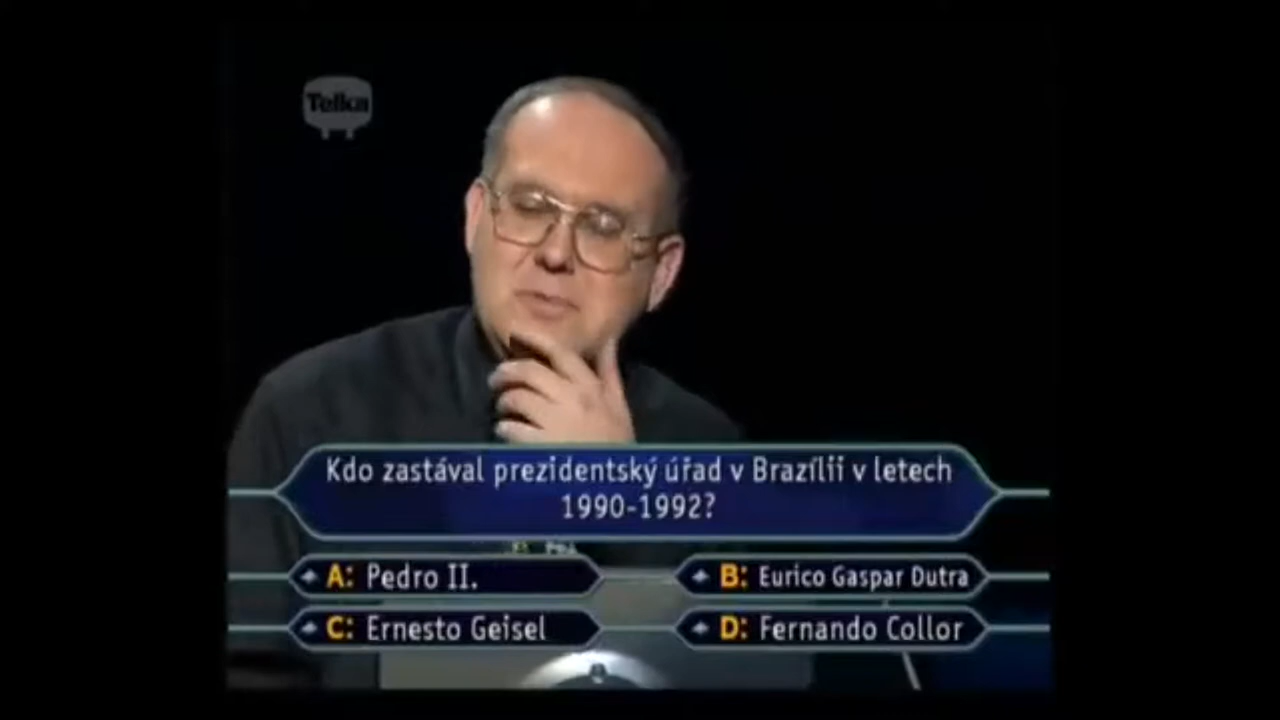 Telka
Kdo zastával prezidentský úřad v Brazílii v letech
1990-1992?
A: Pedro II.
B: Eurico Gaspar Dutra
C: Ernesto Geisel
D: Fernando Collor